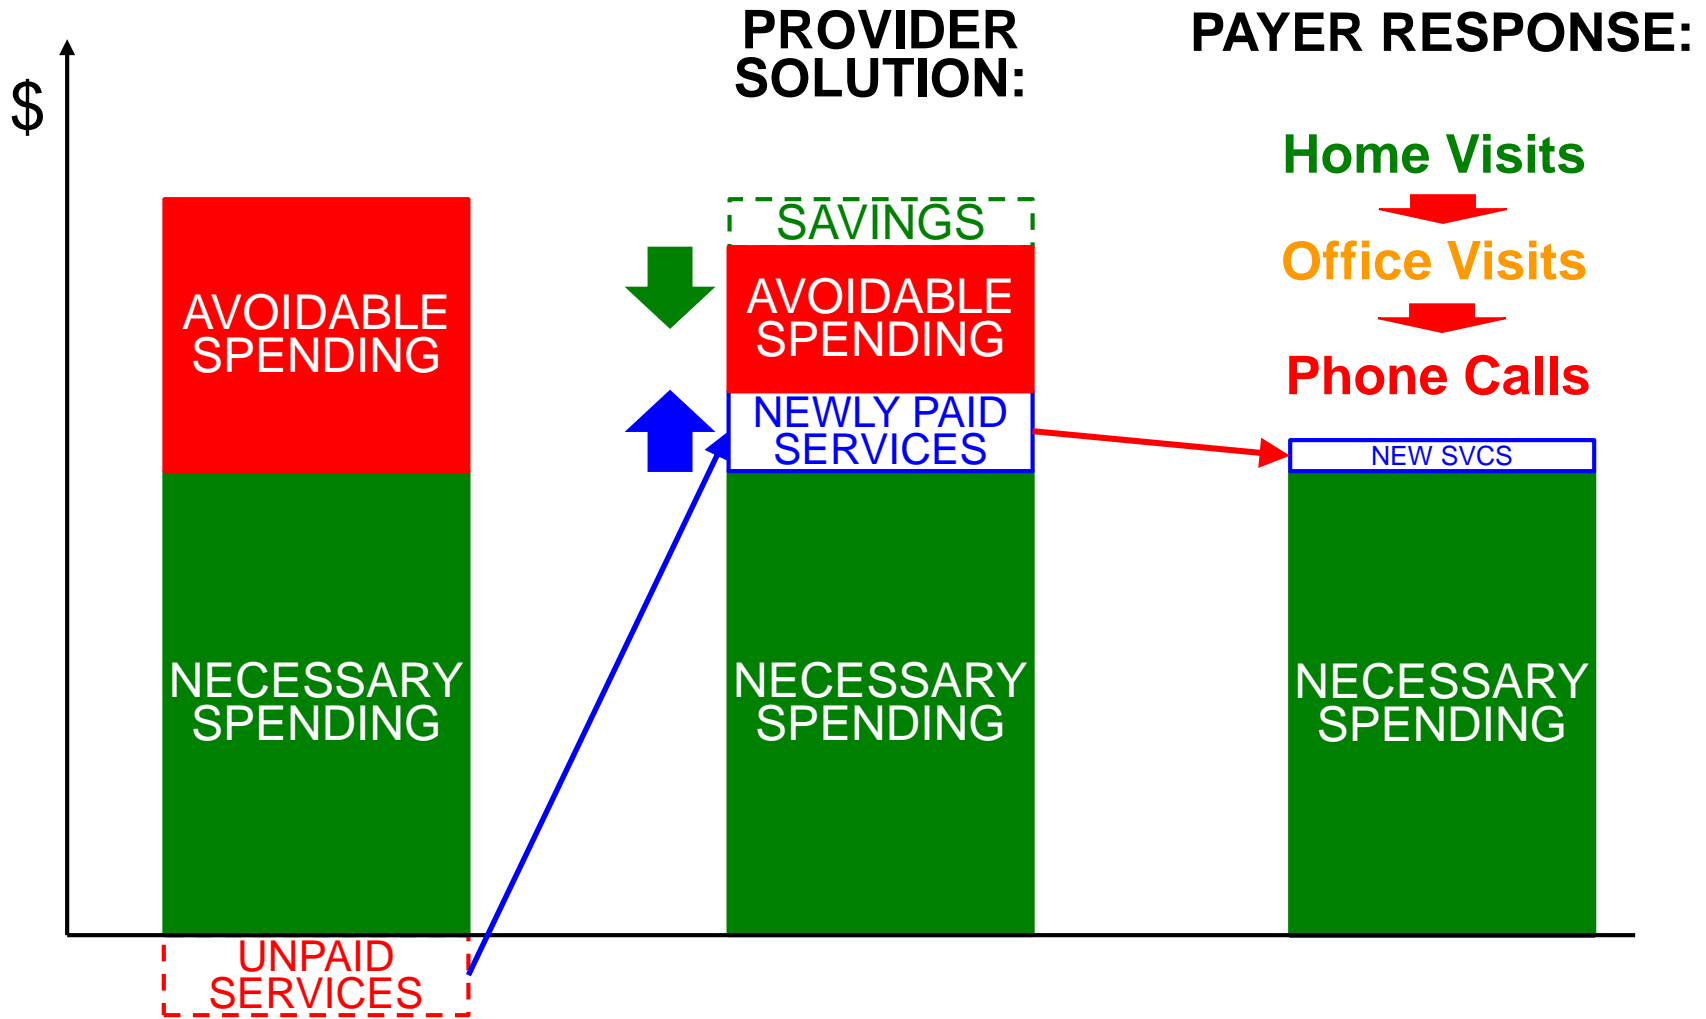 PROVIDER
SOLUTION:
PAYER RESPONSE:
$
Home Visits
Office Visits
Phone Calls
AVOIDABLE
SPENDING
NECESSARY
SPENDING
UNPAID
SERVICES
SAVINGS
AVOIDABLE
SPENDING
NEWLY PAID
SERVICES
NECESSARY
SPENDING
NEW SVCS
NECESSARY
SPENDING